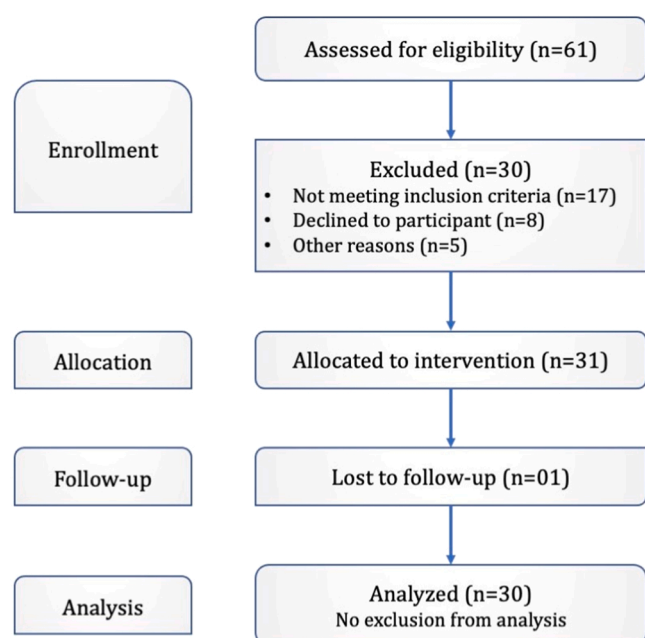 Assessed for eligibility (n=61)
Enrollment
Excluded (n=30)
• Not meeting inclusion criteria (n=17)
• Declined to participant (n=8)
• Other reasons (n=5)
Allocation
Allocated to intervention (n=31)
Follow-up
Lost to follow-up (n=01)
Analysis
Analyzed (n=30)
No exclusion from analysis